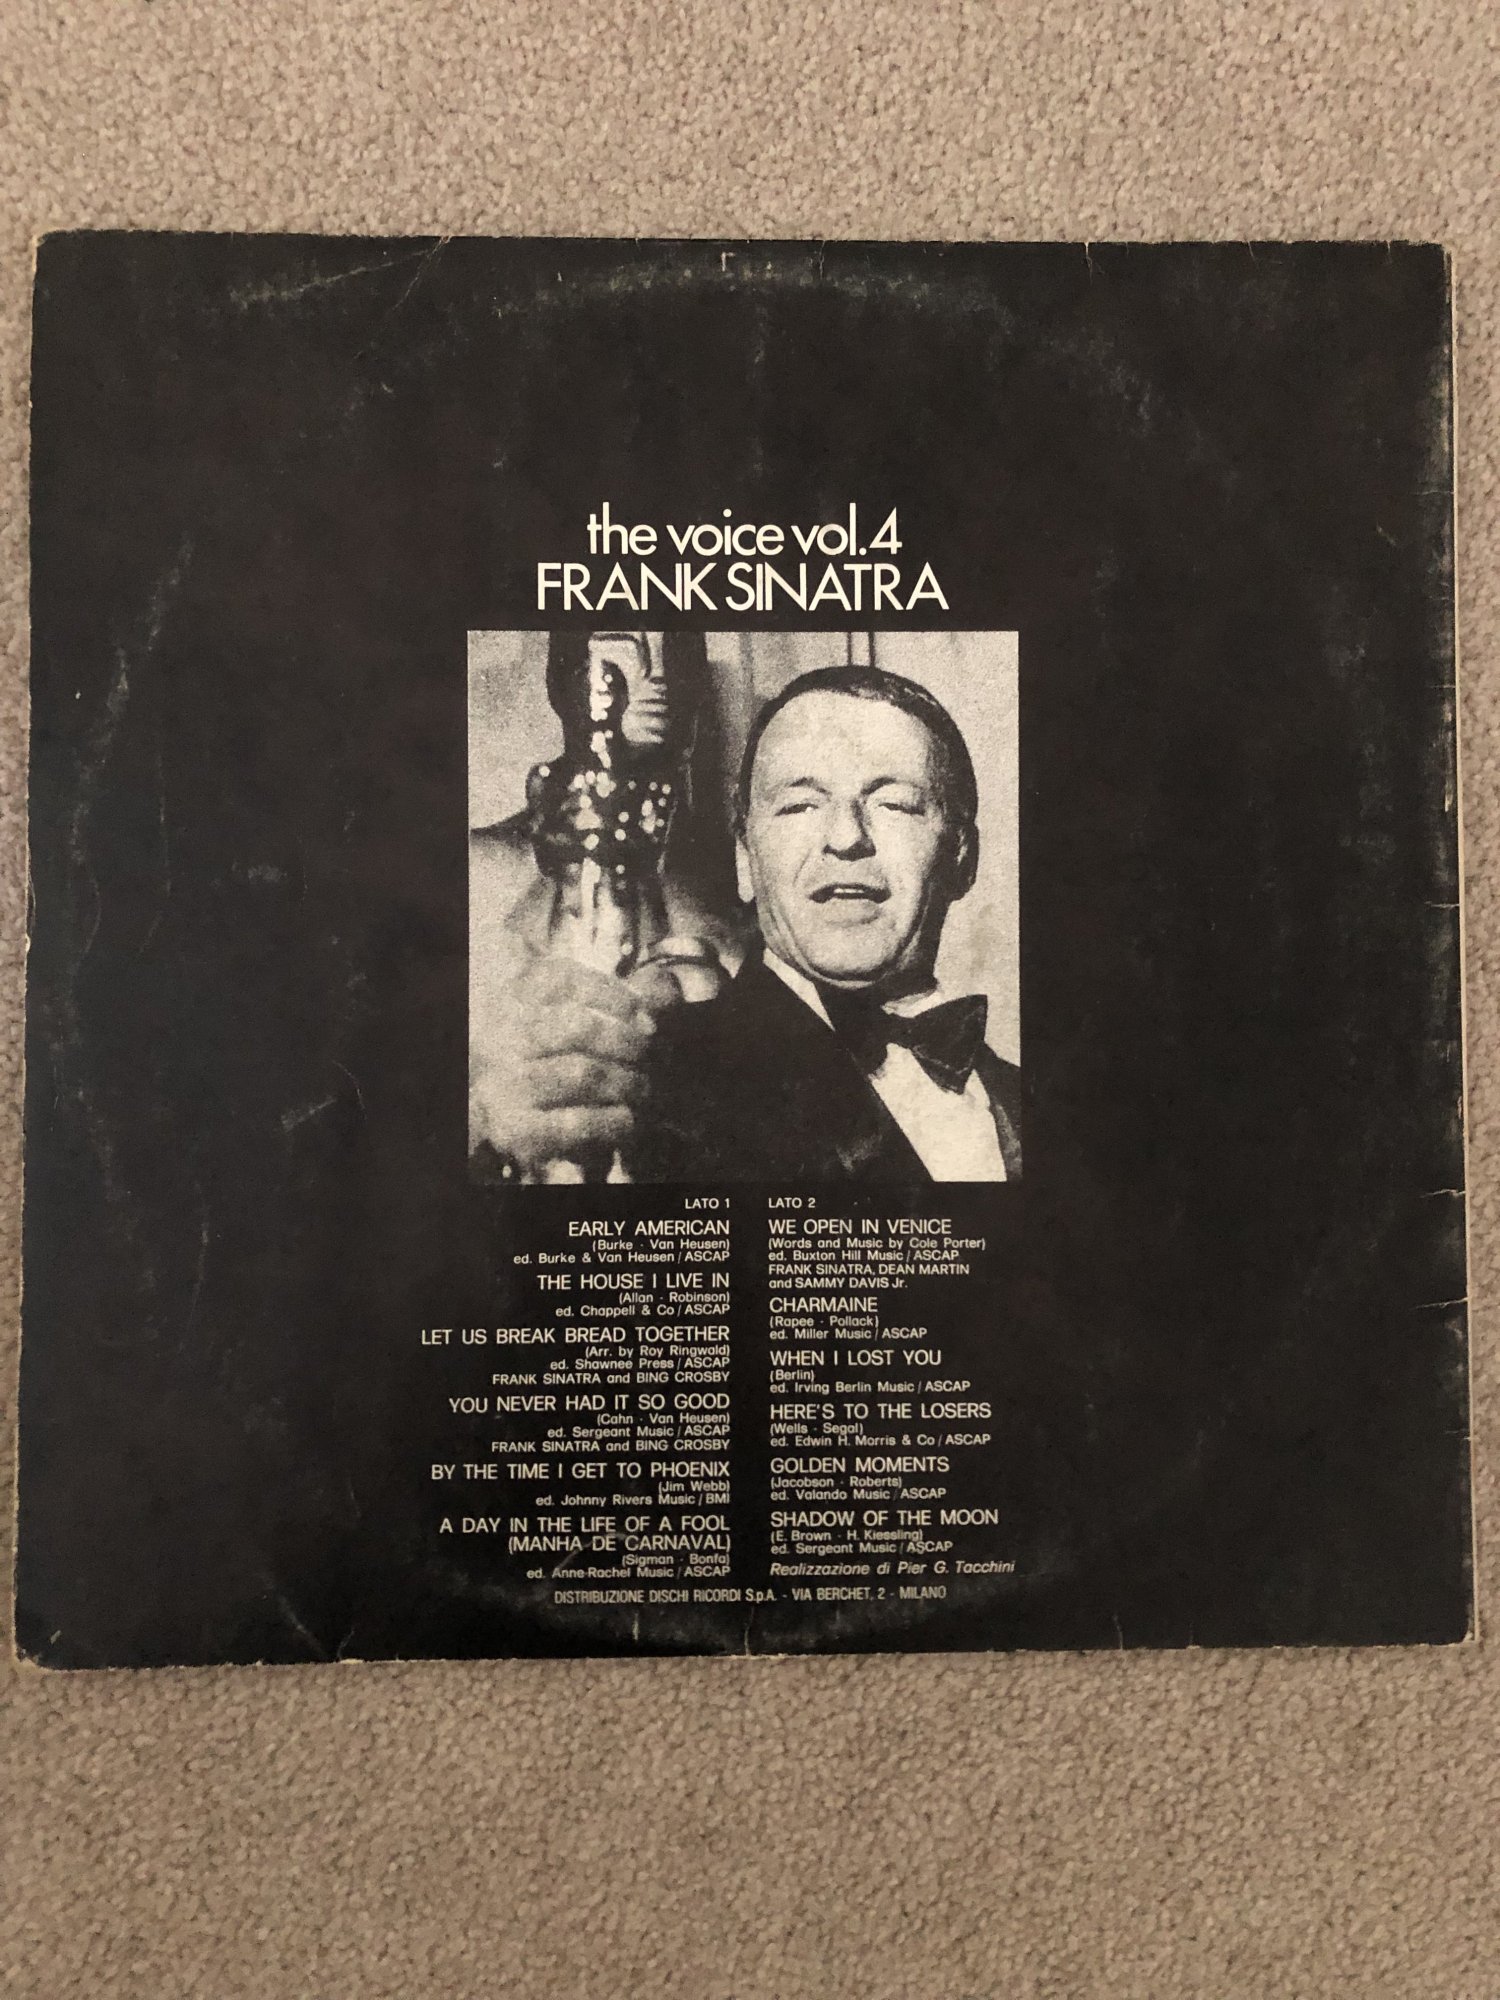 the voice vol.4
FRANK SINATRA
LATO 1
EARLY AMERICAN
(Burke - Van Heusen)
ed. Burke & Van Heusen / ASCAP
THE HOUSE I LIVE IN
(Allan - Robinson)
ed. Chappell & Co / ASCAP
LET US BREAK BREAD TOGETHER
(Arr. by Roy Ringwald)
ed. Shawnee Press / ASCAP
FRANK SINATRA and BING CROSBY
YOU NEVER HAD IT SO GOOD
(Cahn - Van Heusen)
ed. Sergeant Music / ASCAP
FRANK SINATRA and BING CROSBY
BY THE TIME I GET TO PHOENIX
(Jim Webb)
ed. Johnny Rivers Music / BMI
A DAY IN THE LIFE OF A FOOL
(MANHA DE CARNAVAL)
(Sigman - Bonfa)
ed. Anne-Rachel Music / ASCAP
LATO 2
WE OPEN IN VENICE
(Words and Music by Cole Porter)
ed. Buxton Hill Music / ASCAP
FRANK SINATRA, DEAN MARTIN
and SAMMY DAVIS Jr.
CHARMAINE
(Rapee - Pollack)
ed. Miller Music / ASCAP
WHEN I LOST YOU
(Berlin)
ed. Irving Berlin Music / ASCAP
HERE'S TO THE LOSERS
(Wells - Segal)
ed. Edwin H. Morris & Co / ASCAP
GOLDEN MOMENTS
(Jacobson - Roberts)
ed. Valando Music / ASCAP
SHADOW OF THE MOON
(E. Brown - H. Kiessling)
ed. Sergeant Music / ASCAP
Realizzazione di Pier G. Tacchini
DISTRIBUZIONE DISCHI RICORDI S.p.A. - VIA BERCHET, 2 - MILANO